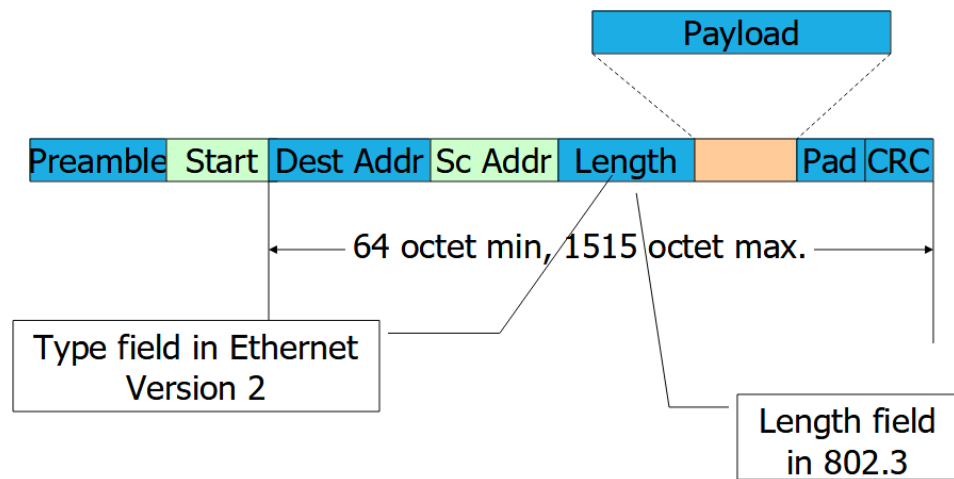 Payload
Preamble Start Dest Addr Sc Addr Length Pad CRC
64 octet min, 1515 octet max.
Type field in Ethernet
Version 2
Length field
in 802.3